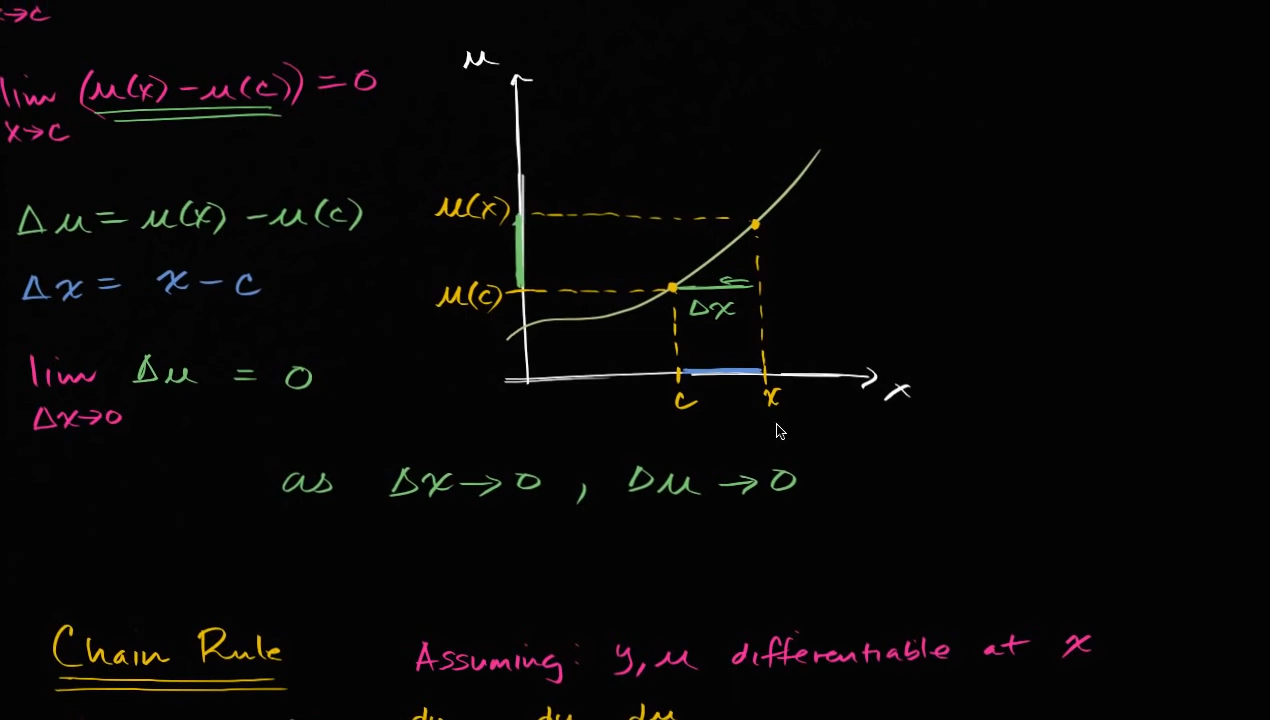 x→c
lim (u(x) - u(c)) = 0
x→c
Δu = u(x) - u(c)
Δx = x - c
lim Δu = 0
Δx→0
u
u(x)
u(c)
Δx
c x
x
as Δx→0, Δu→0
Chain Rule
Assuming: y, u differentiable at x